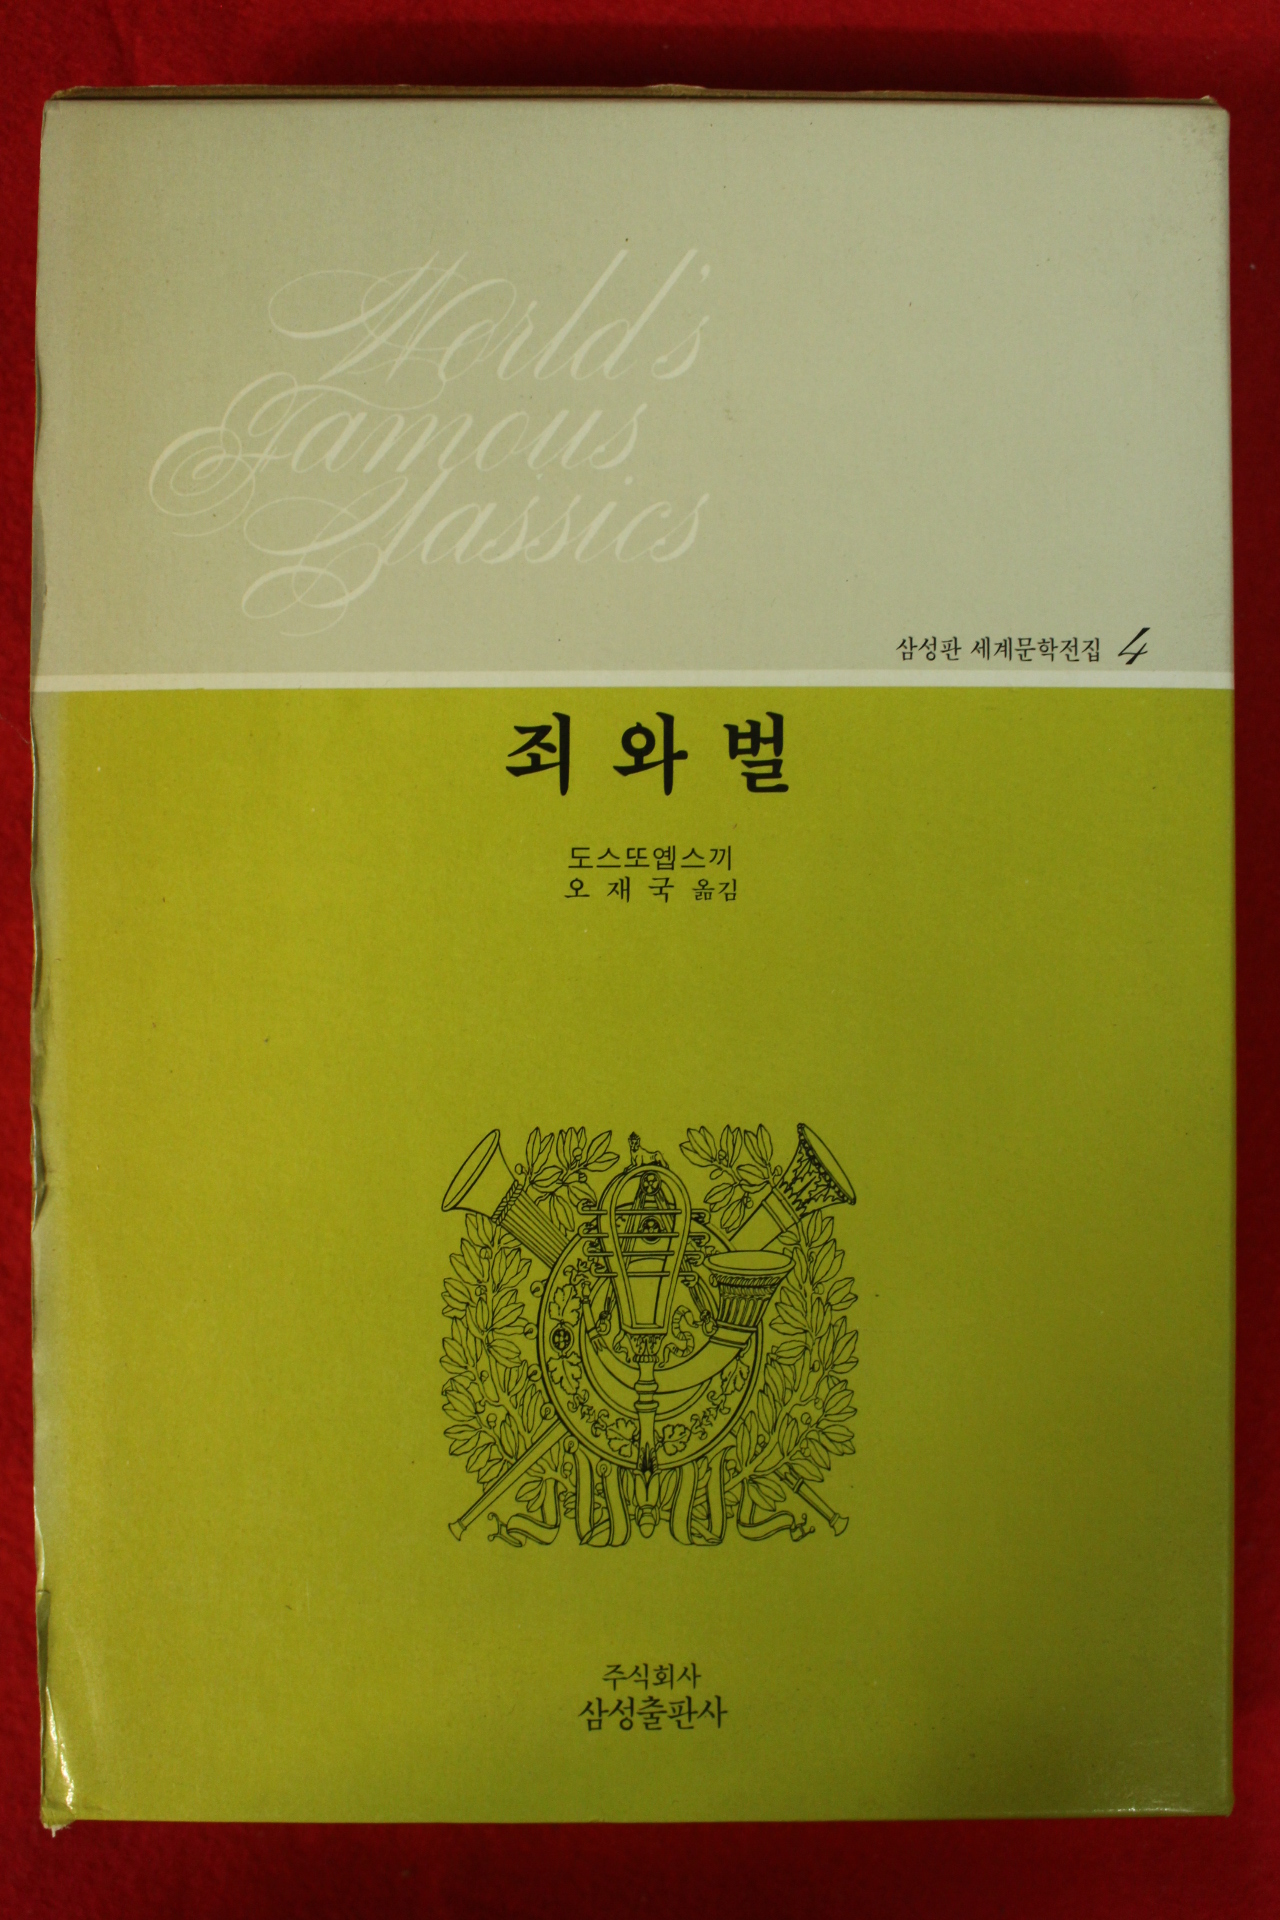 World's
Famous
Classics
삼성판 세계문학전집 4
죄와벌
도스또옙스끼
오재국 옮김
주식회사
삼성출판사